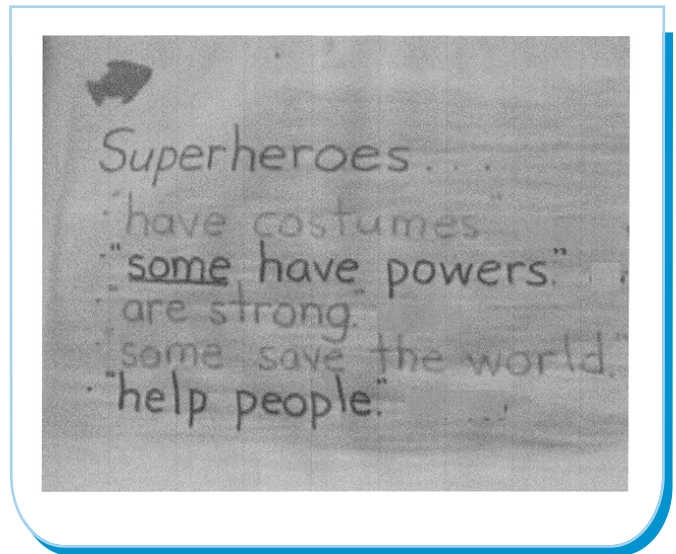 Superheroes...
· "have costumes"
· "some have powers."
· "are strong."
· "some save the world."
· "help people."